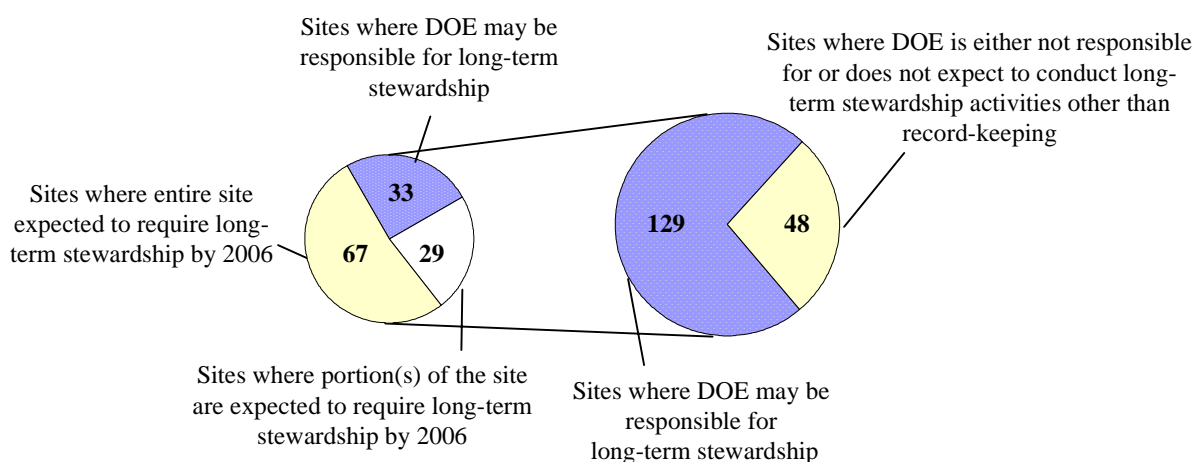 Sites where DOE may be
responsible for long-term
stewardship
Sites where DOE is either not responsible
for or does not expect to conduct long-
term stewardship activities other than
record-keeping
Sites where entire site
expected to require long-
term stewardship by 2006
33
67
29
129
48
Sites where portion(s) of the site
are expected to require long-term
stewardship by 2006
Sites where DOE may be
responsible for
long-term stewardship